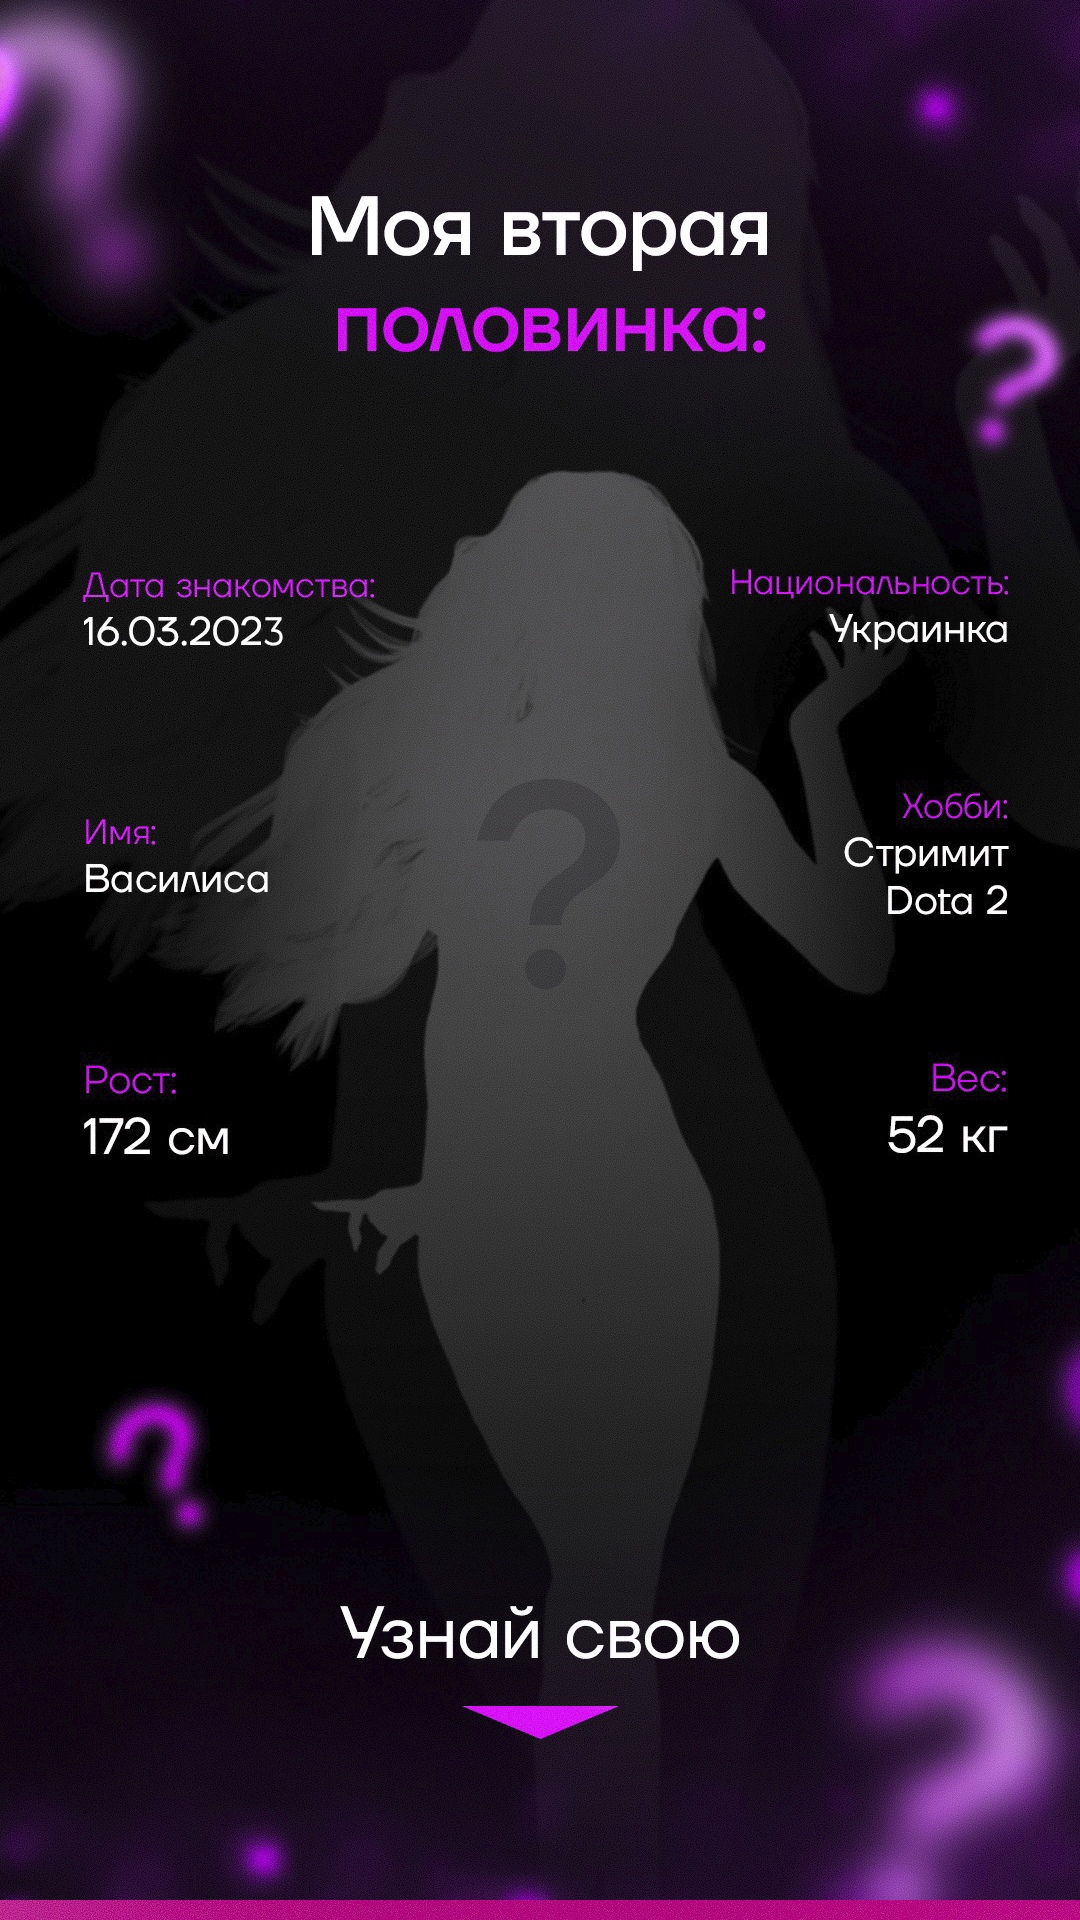 Моя вторая
половинка:
Дата знакомства:
16.03.2023
Национальность:
Украинка
Имя:
Василиса
Хобби:
Стримит
Dota 2
Рост:
172 см
Вес:
52 кг
Узнай свою